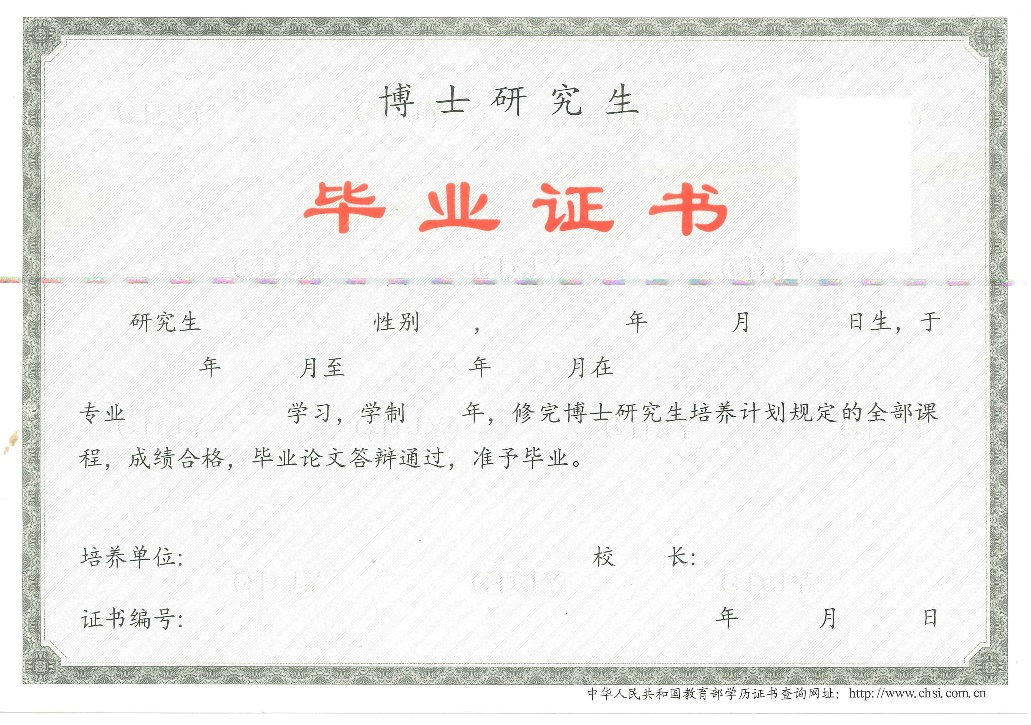 博士研究生
毕业证书
研究生 性别 , 年 月 日生，于
年 月至 年 月在
专业 学习，学制 年，修完博士研究生培养计划规定的全部课
程，成绩合格，毕业论文答辩通过，准予毕业。
培养单位: 校 长:
证书编号: 年 月 日
中华人民共和国教育部学历证书查询网址：http://www.chsi.com.cn